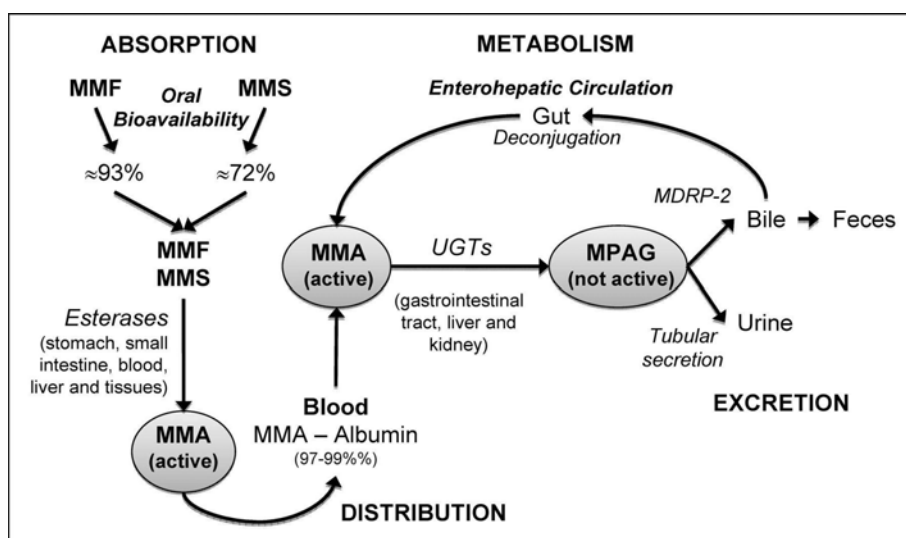 ABSORPTION
MMF
MMS
Oral
Bioavailability
≈93%
≈72%
MMF
MMS
Esterases
(stomach, small
intestine, blood,
liver and tissues)
MMA
(active)
Blood
MMA – Albumin
(97-99%%)
DISTRIBUTION
METABOLISM
Enterohepatic Circulation
Gut
Deconjugation
MMA
(active)
UGTs
(gastrointestinal
tract, liver and
kidney)
MPAG
(not active)
MDRP-2
Bile
Feces
Tubular
secretion
Urine
EXCRETION